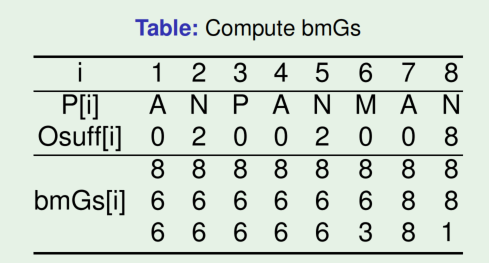 Table: Compute bmGs
i 1 2 3 4 5 6 7 8
P[i] A N P A N M A N
Osuff[i] 0 2 0 0 2 0 0 8
8 8 8 8 8 8 8 8
bmGs[i] 6 6 6 6 6 6 8 8
6 6 6 6 6 3 8 1